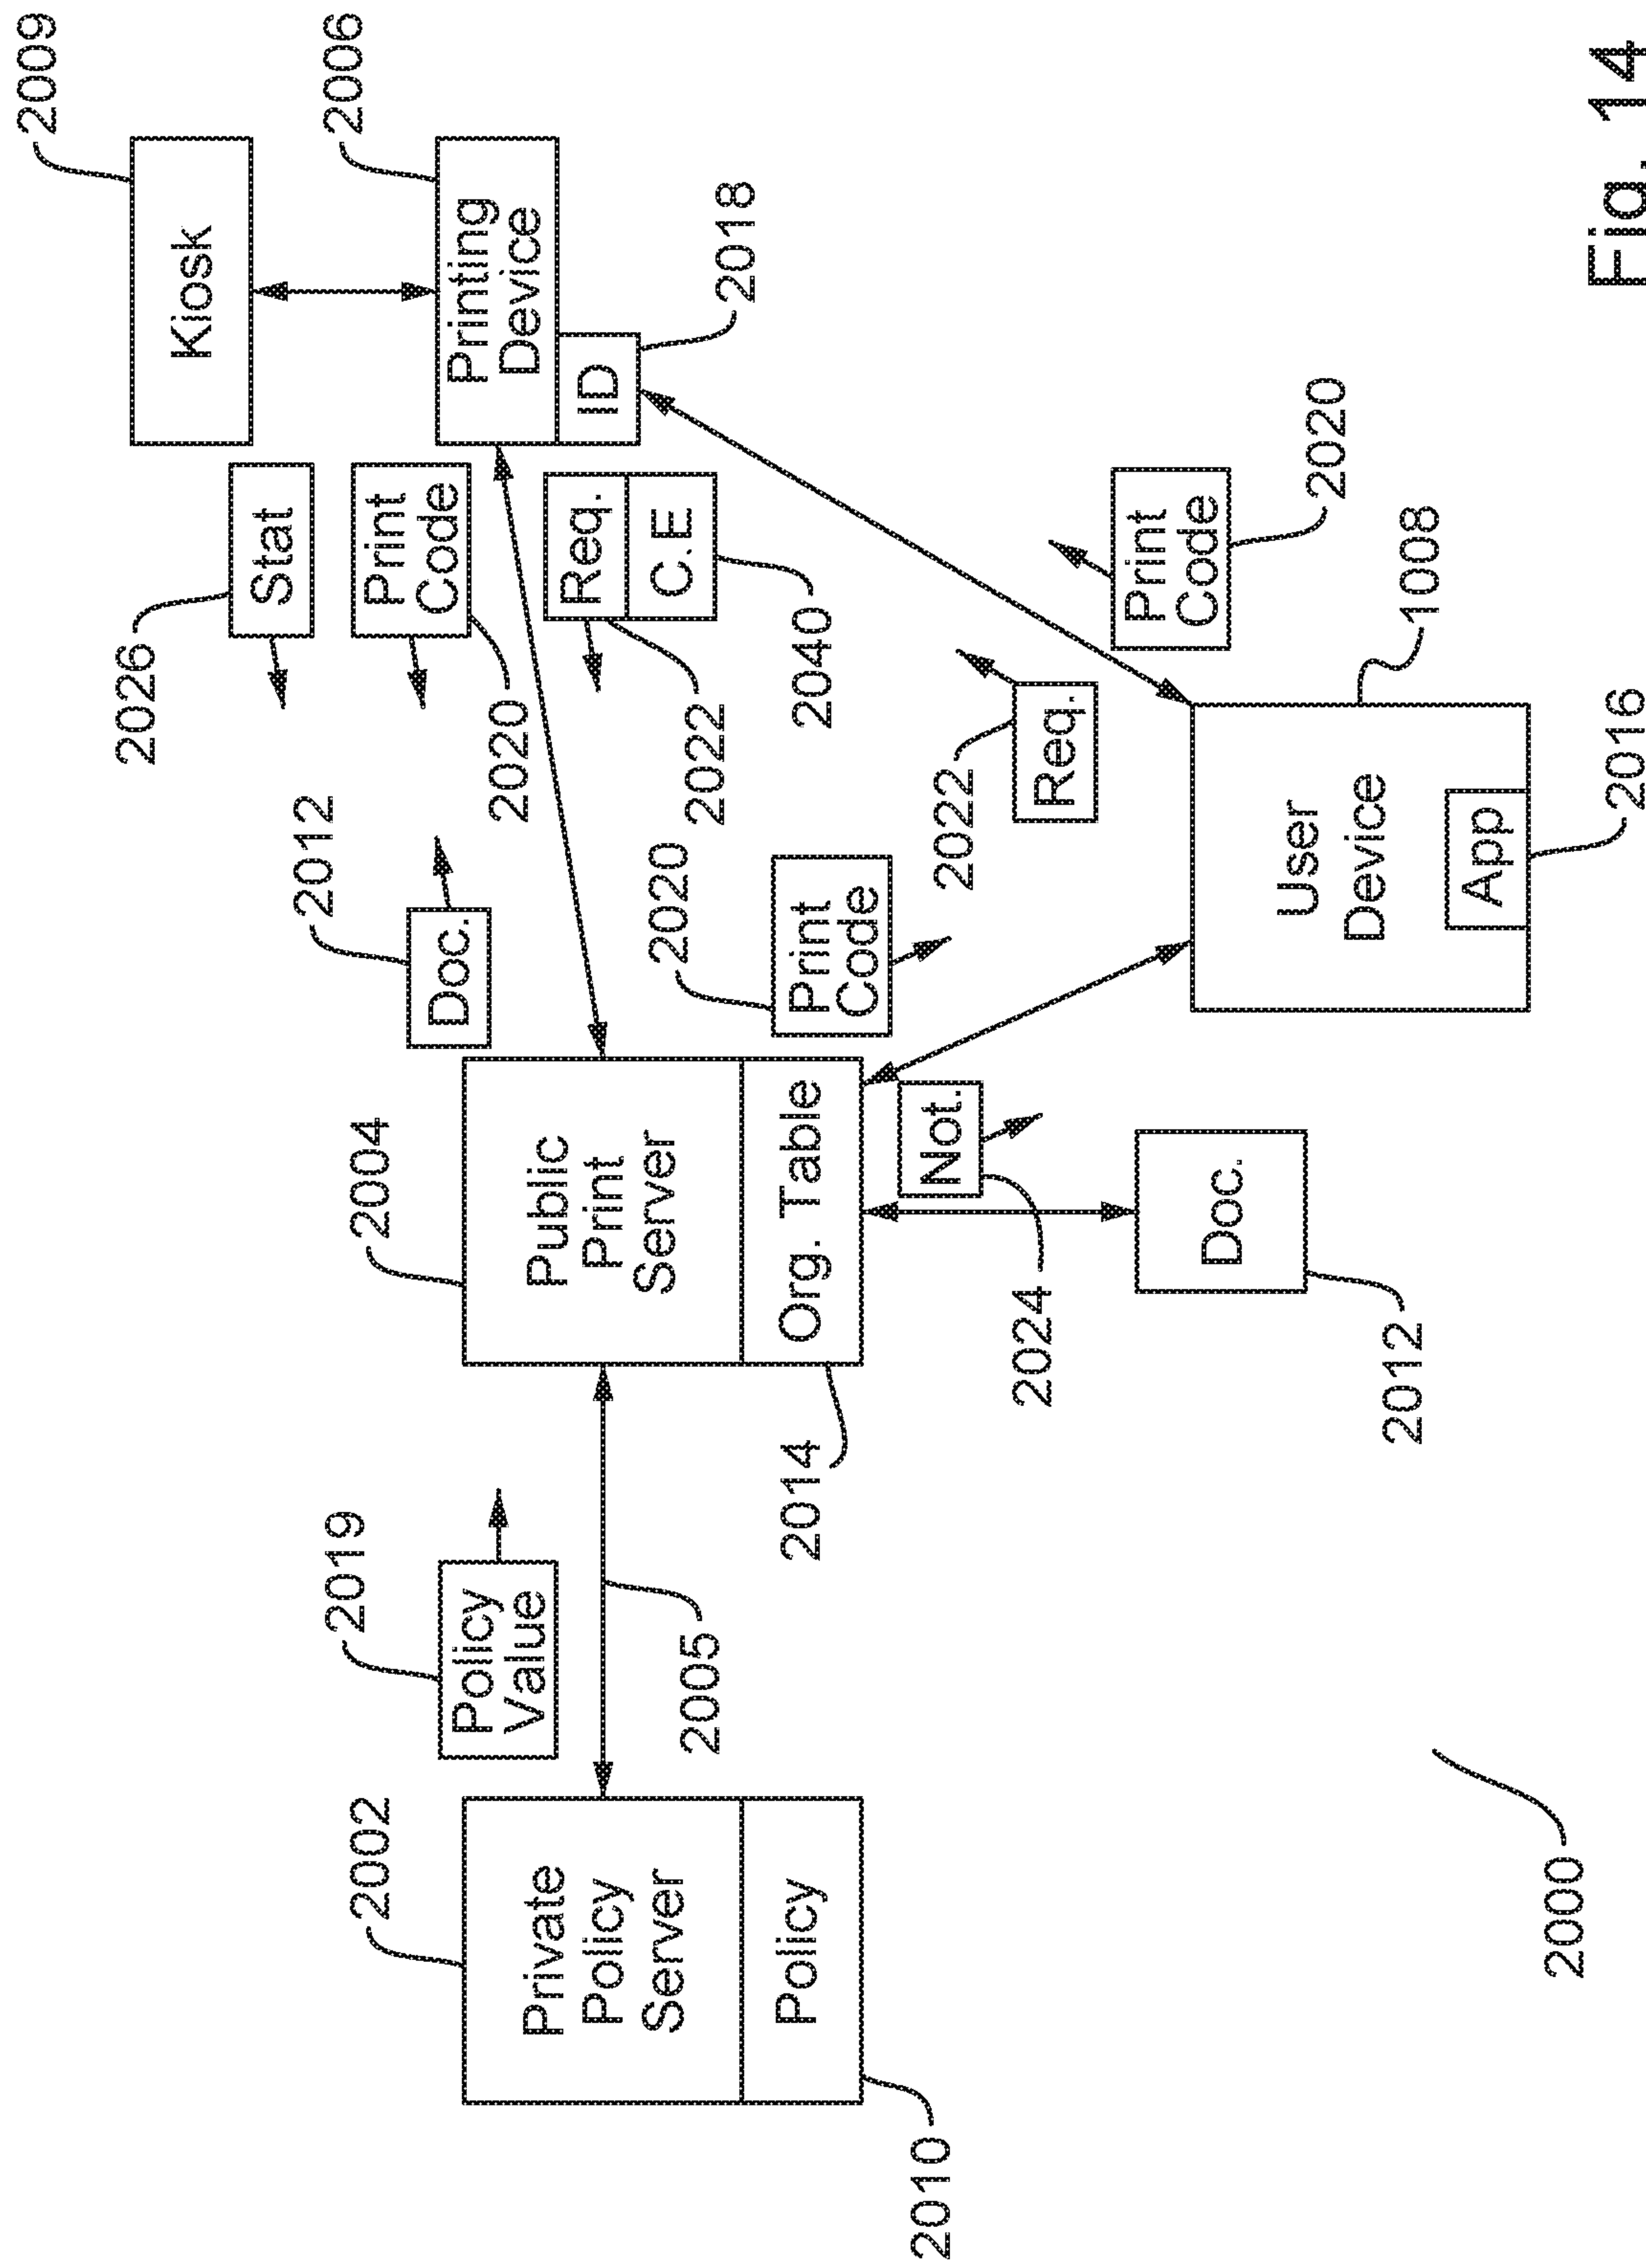 2009
Kiosk
2006
Printing
Device
ID
2018
2026
Stat
Print
Code
2020
Req.
C.E
2022
2040
2012
Doc.
2004
Public
Print
Server
Org. Table
2014
2019
Policy
Value
2005
2002
Private
Policy
Server
Policy
2010
2020
Print
Code
Not.
2024
Doc.
2012
2022
Req.
Print
Code
2020
User
Device
1008
App
2016
2000
Fig. 14